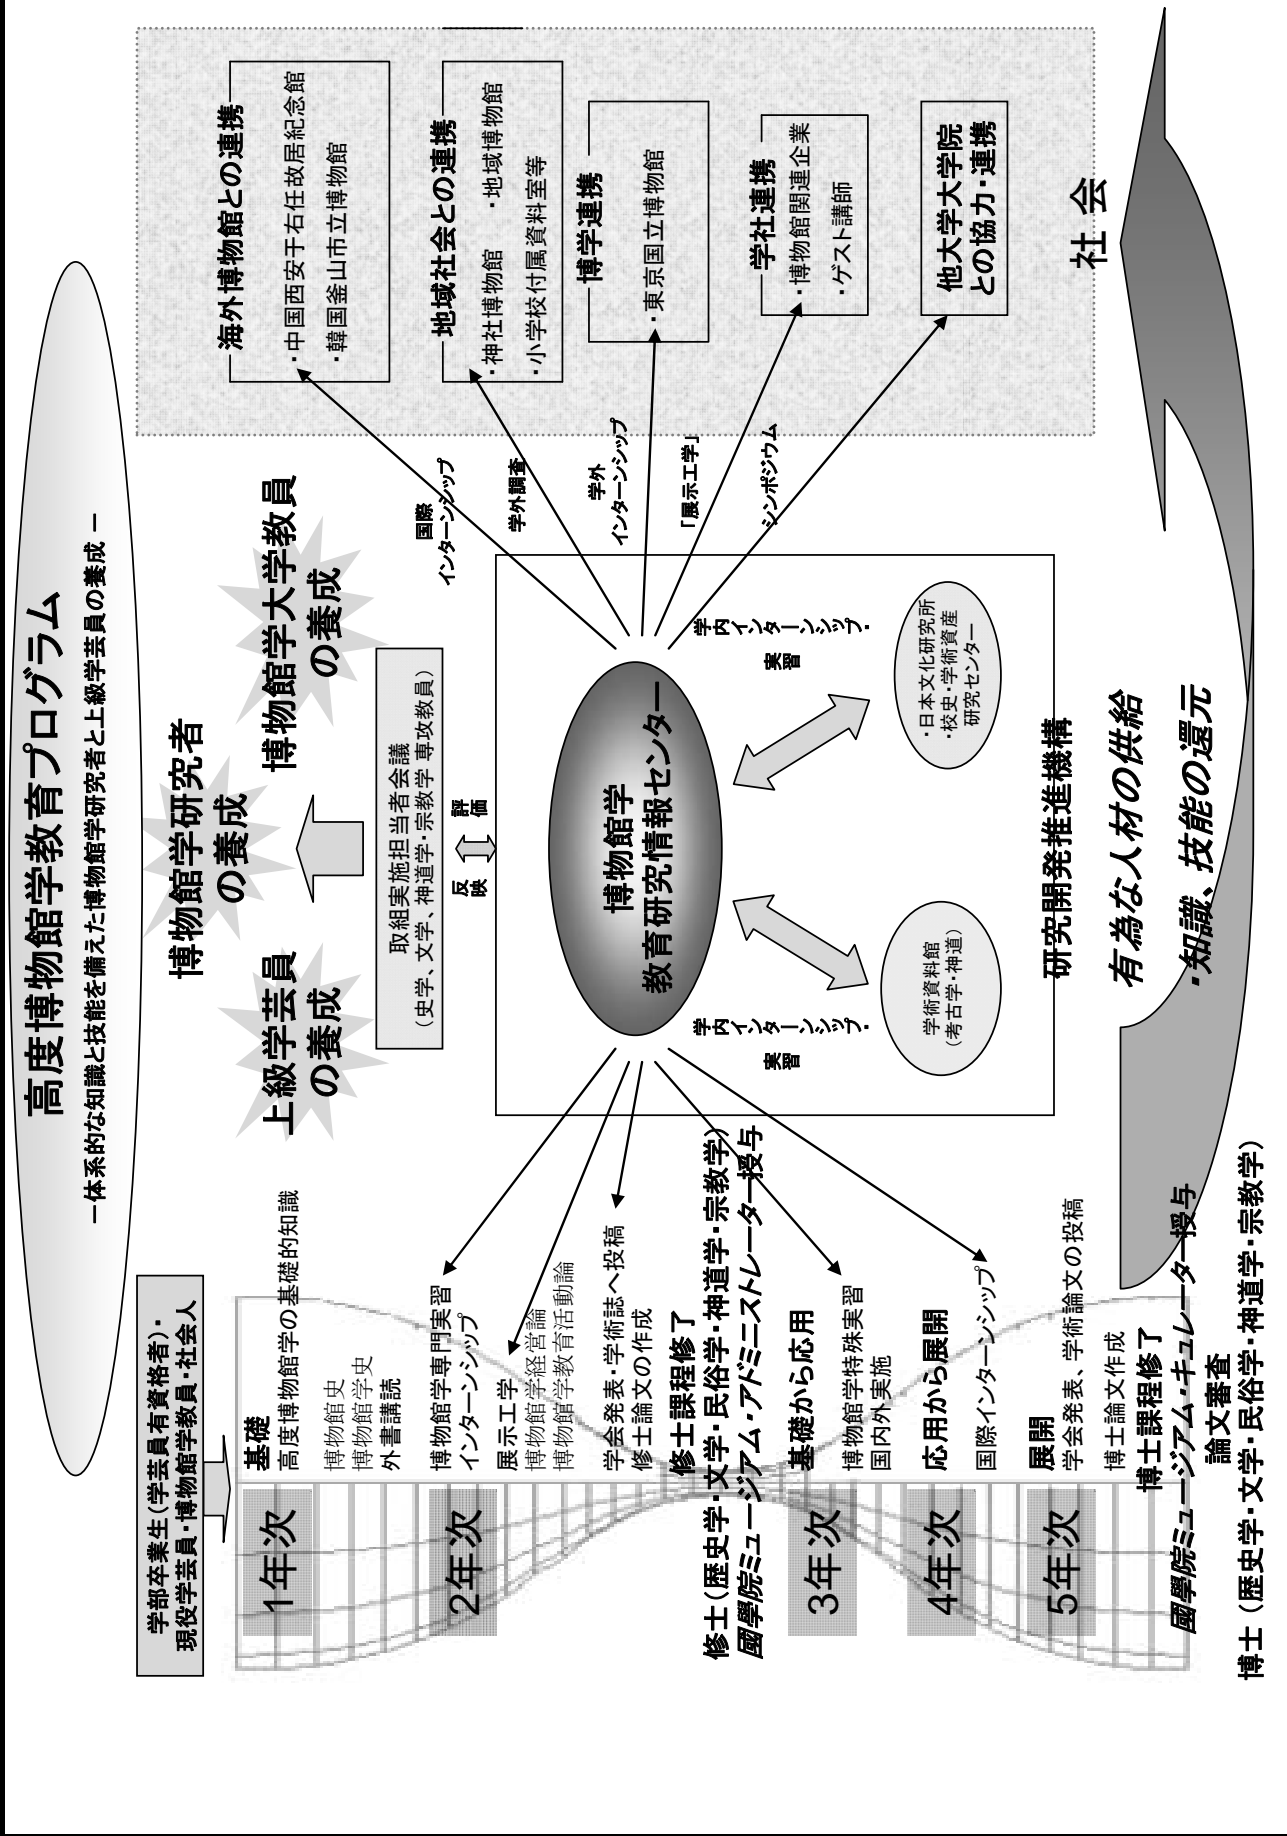 高度博物館学教育プログラム
―体系的な知識と技能を備えた博物館学研究者と上級学芸員の養成 ―
学部卒業生(学芸員有資格者)・
現役学芸員・博物館学教員・社会人
1年次
基礎
高度博物館学の基礎的知識
博物館史
博物館学史
外書講読
2年次
博物館学専門実習
インターンシップ
展示工学
博物館学経営論
博物館学教育活動論
学会発表・学術誌へ投稿
修士論文の作成
修士課程修了
修士(歴史学・文学・民俗学・神道学・宗教学)
國學院ミュージアム・アドミニストレーター授与
3年次
基礎から応用
博物館学特殊実習
国内外実施
4年次
応用から展開
国際インターンシップ
5年次
展開
学会発表、学術論文の投稿
博士論文作成
博士課程修了
國學院ミュージアム・キュレーター授与
論文審査
博士(歴史学・文学・民俗学・神道学・宗教学)
上級学芸員
の養成
博物館学研究者
の養成
博物館学大学教員
の養成
取組実施担当者会議
(史学、文学、神道学・宗教学 専攻教員)
反映
評価
博物館学
教育研究情報センター
学内インターンシップ・
実習
学内インターンシップ・
実習
学術資料館
(考古学・神道)
・日本文化研究所
・校史・学術資産
研究センター
研究開発推進機構
有為な人材の供給
・知識、技能の還元
国際
インターンシップ
学外調査
学外
インターンシップ
「展示工学」
シンポジウム
海外博物館との連携
・中国西安于右任故居紀念館
・韓国釜山市立博物館
地域社会との連携
・神社博物館 ・地域博物館
・小学校付属資料室等
博学連携
・東京国立博物館
学社連携
・博物館関連企業
・ゲスト講師
他大学大学院
との協力・連携
社 会